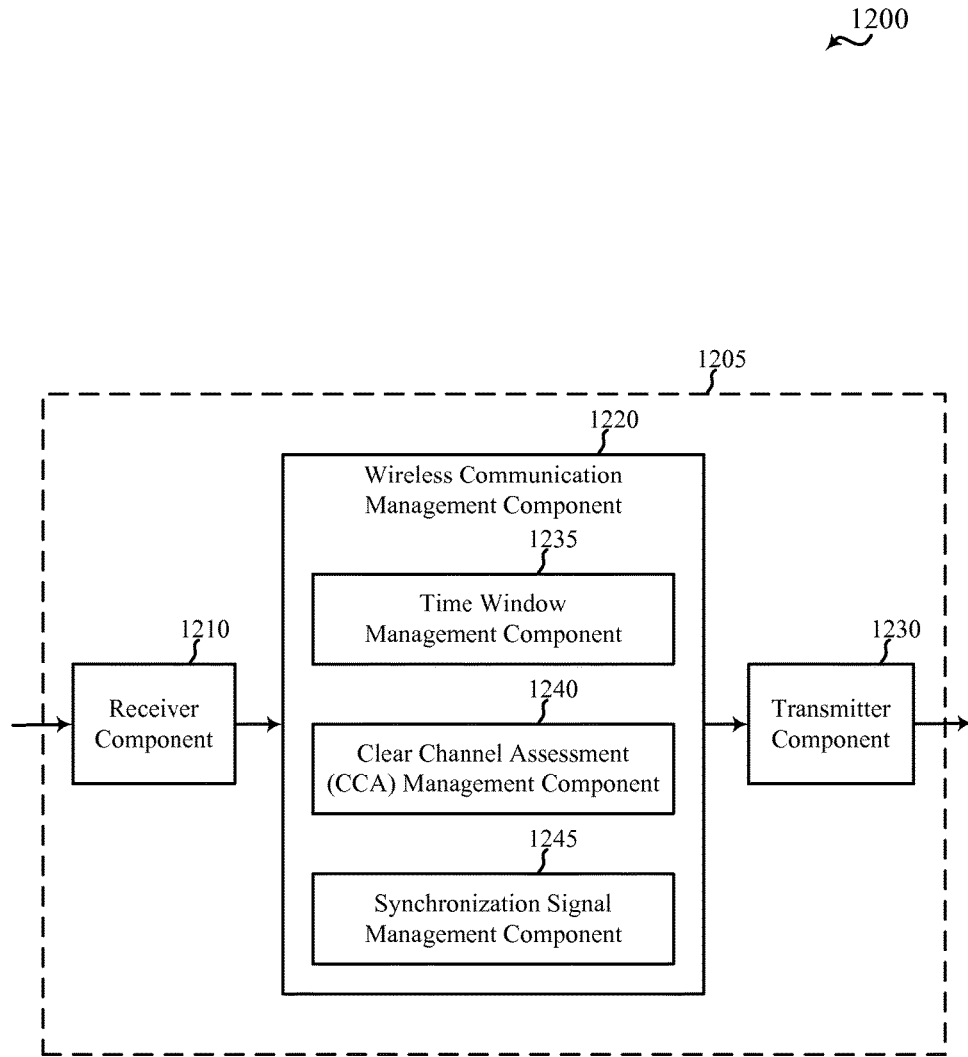 1200
1205
1220
Wireless Communication
Management Component
1235
Time Window
Management Component
1210
Receiver
Component
1240
Clear Channel Assessment
(CCA) Management Component
1230
Transmitter
Component
1245
Synchronization Signal
Management Component